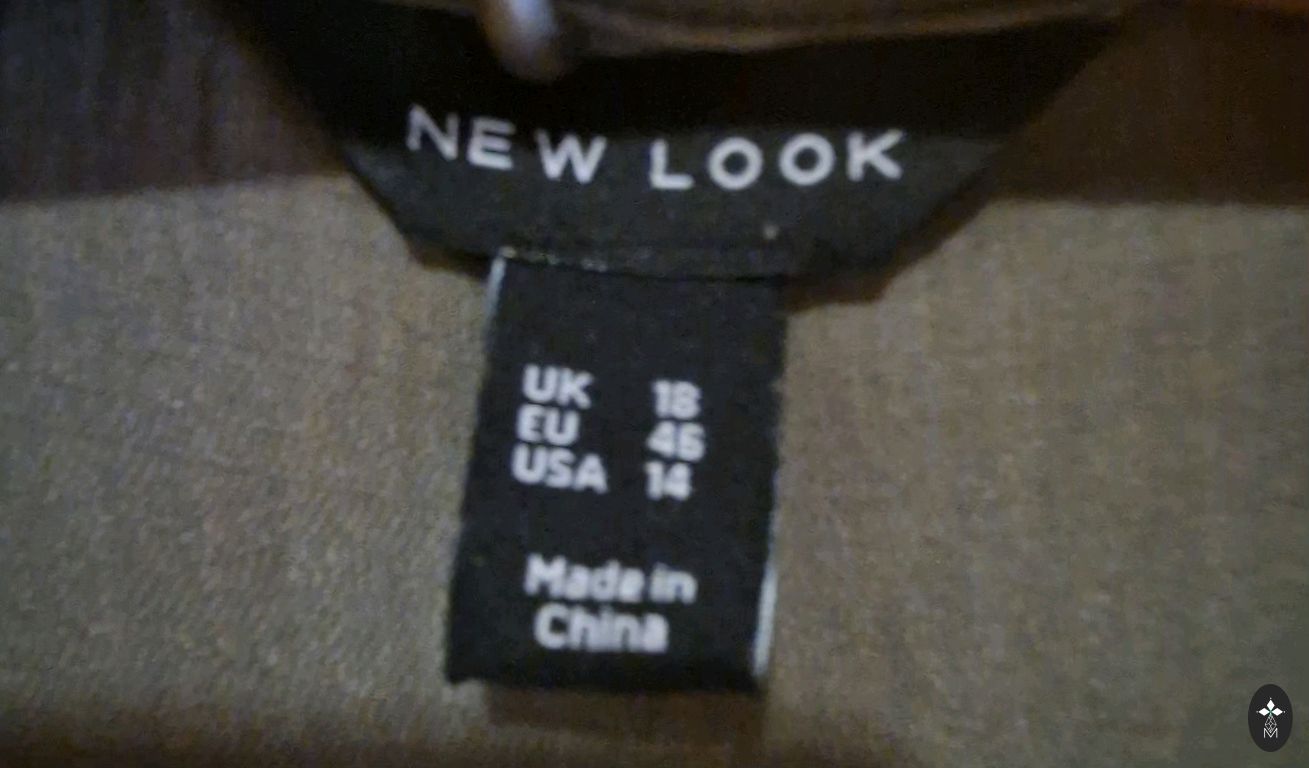 NEW LOOK
UK 18
EU 46
USA 14
Made in
China